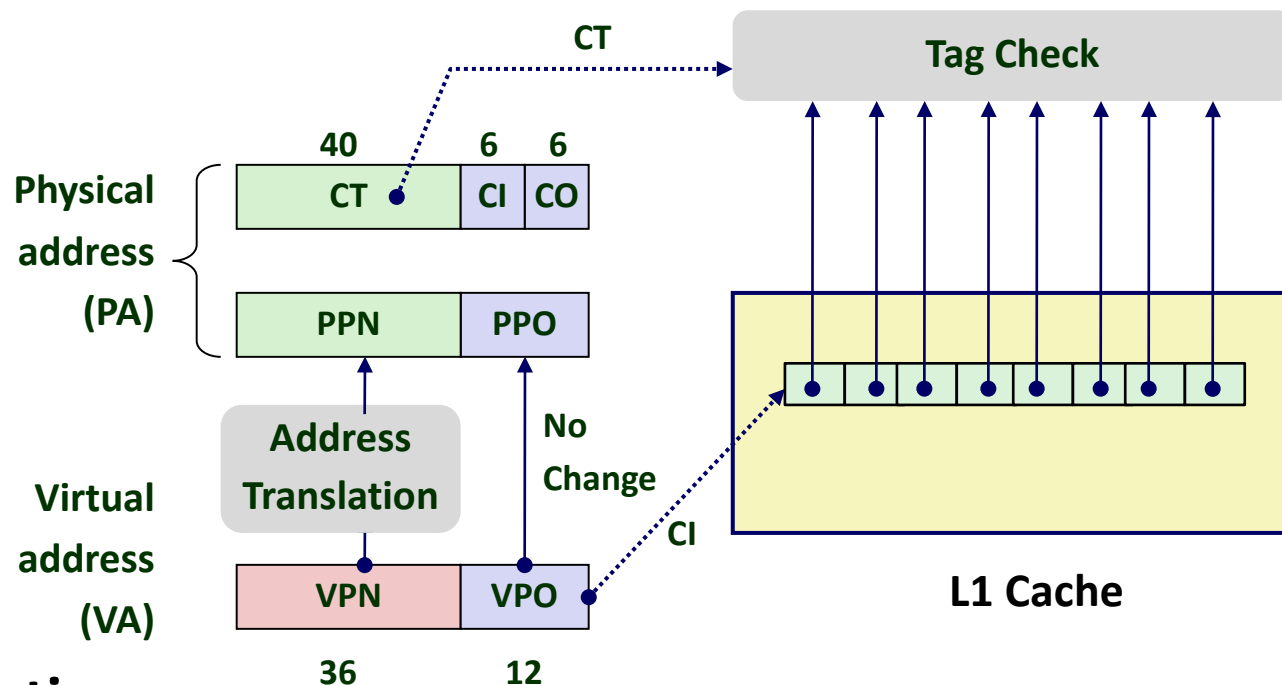 CT
Tag Check
40 6 6
Physical
address
(PA)
CT CI CO
PPN PPO
Address
Translation
No
Change
CI
Virtual
address
(VA)
VPN VPO
L1 Cache
36 12